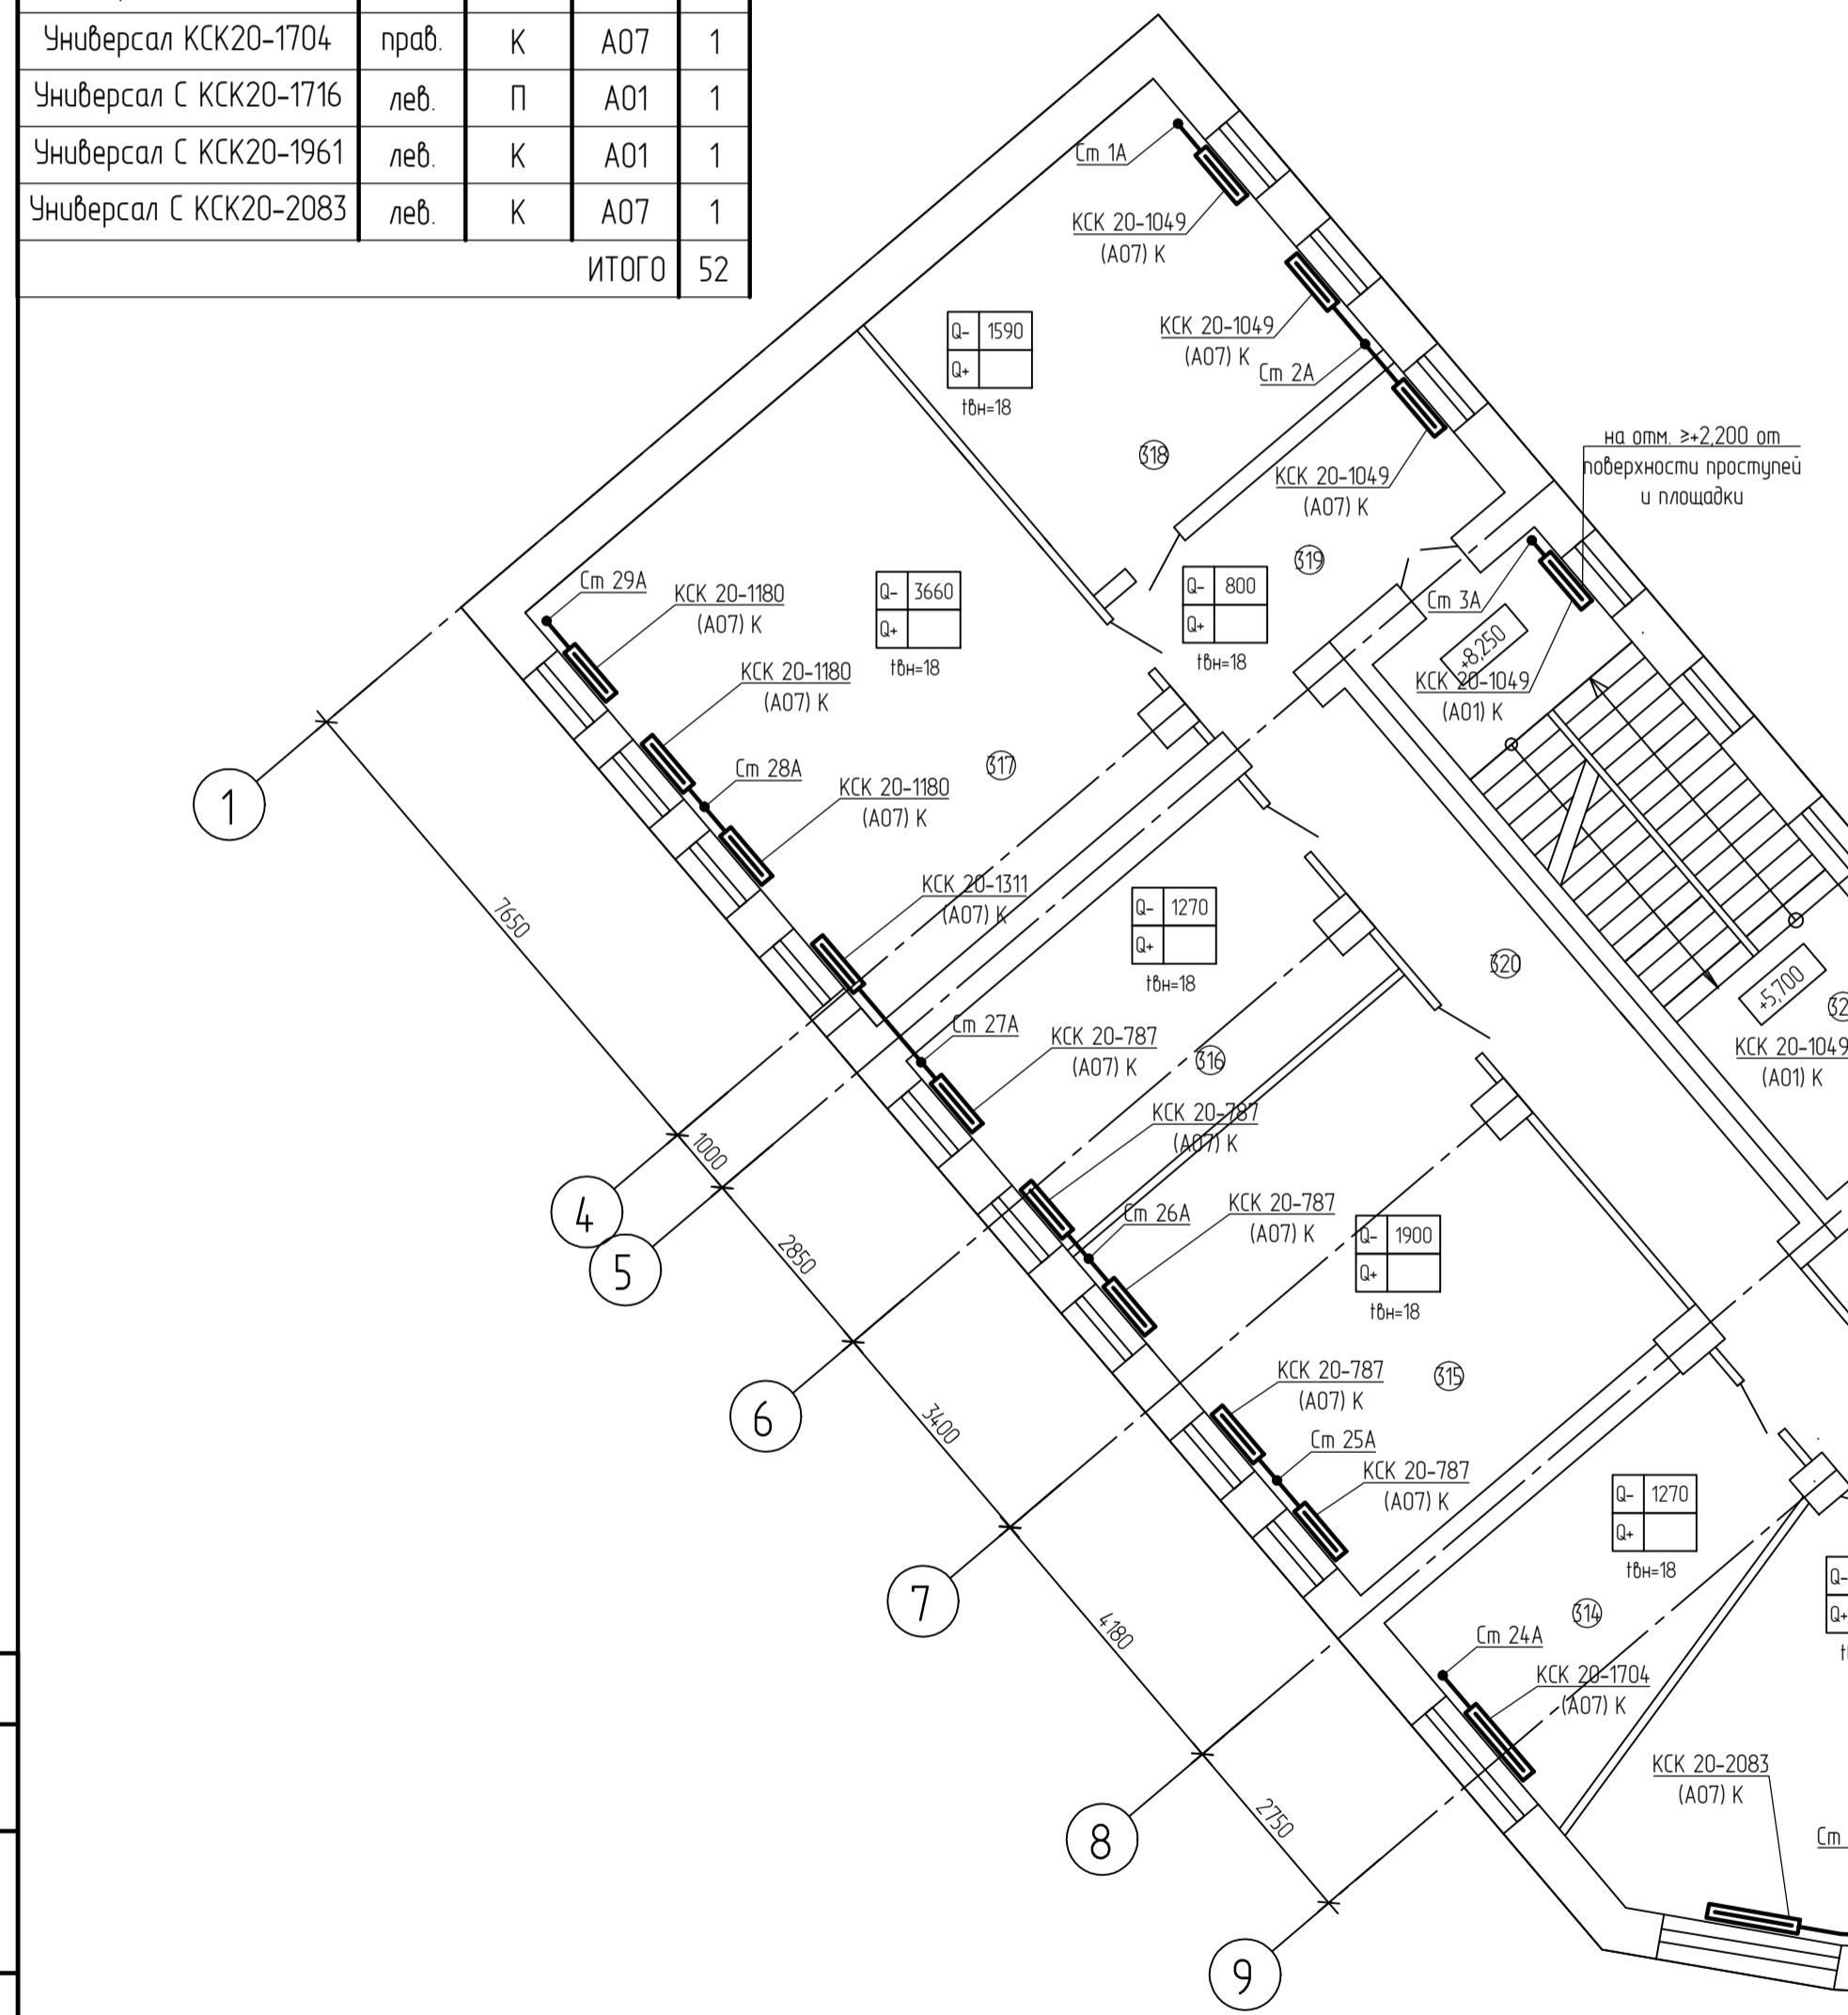 Универсал КСК20-1704 прав. К А07 1
Универсал С КСК20-1716 лев. П А01 1
Универсал С КСК20-1961 лев. К А01 1
Универсал С КСК20-2083 лев. К А07 1
ИТОГО 52
Ст 1А
КСК 20-1049
(А07) К
Q- 1590
Q+
tвн=18
КСК 20-1049
(А07) К
Ст 2А
318
КСК 20-1049
(А07) К
на отм. ≥+2,200 от
поверхности проступей
и площадки
319
Q- 800
Q+
tвн=18
Ст 3А
+8,250
КСК 20-1049
(А01) К
Ст 29А
КСК 20-1180
(А07) К
Q- 3660
Q+
tвн=18
КСК 20-1180
(А07) К
Ст 28А
317
КСК 20-1180
(А07) К
1
7650
КСК 20-1311
(А07) К
Q- 1270
Q+
tвн=18
320
+5,700
КСК 20-1049
(А01) К
Ст 27А
КСК 20-787
(А07) К
316
КСК 20-787
(А07) К
1000
4
5
2850
Ст 26А
КСК 20-787
(А07) К
Q- 1900
Q+
tвн=18
6
3400
КСК 20-787
(А07) К
315
Ст 25А
КСК 20-787
(А07) К
Q- 1270
Q+
tвн=18
Q-
Q+
7
4180
314
Ст 24А
КСК 20-1704
(А07) К
КСК 20-2083
(А07) К
Ст
8
2750
9